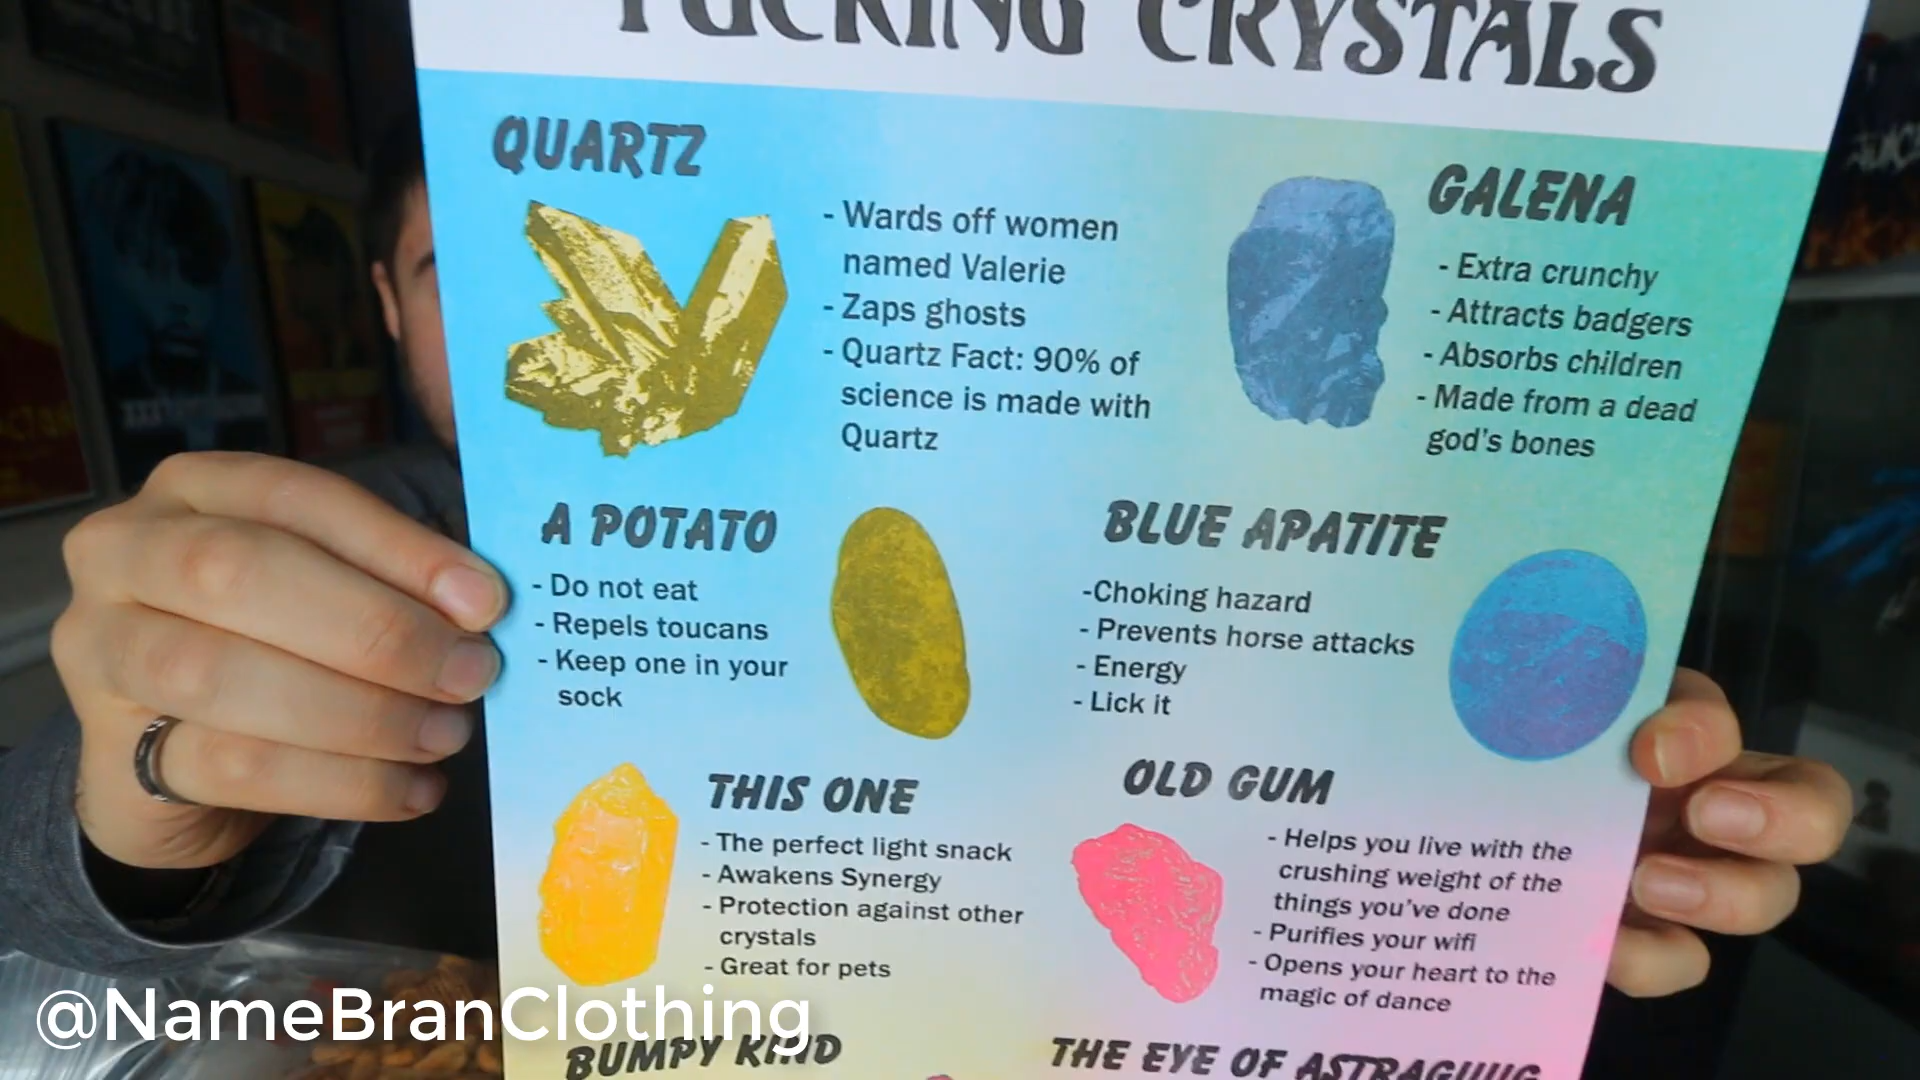 FUCKING CRYSTALS
QUARTZ
- Wards off women
named Valerie
- Zaps ghosts
- Quartz Fact: 90% of
science is made with
Quartz
GALENA
- Extra crunchy
- Attracts badgers
- Absorbs children
- Made from a dead
god's bones
A POTATO
- Do not eat
- Repels toucans
- Keep one in your
sock
BLUE APATITE
-Choking hazard
- Prevents horse attacks
- Energy
- Lick it
THIS ONE
- The perfect light snack
- Awakens Synergy
- Protection against other
crystals
- Great for pets
OLD GUM
- Helps you live with the
crushing weight of the
things you've done
- Purifies your wifi
- Opens your heart to the
magic of dance
@NameBranClothing
BUMPY KIND
THE EYE OF